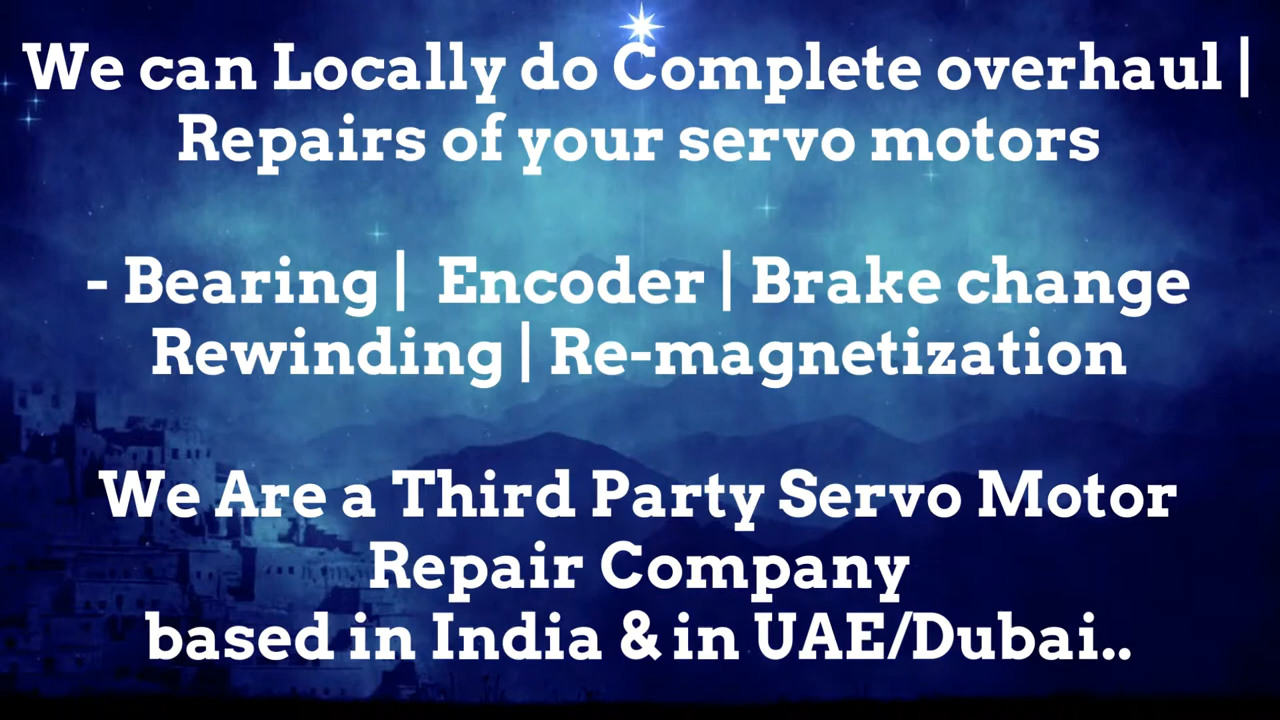 We can Locally do Complete overhaul |
Repairs of your servo motors
- Bearing | Encoder | Brake change
Rewinding | Re-magnetization
We Are a Third Party Servo Motor
Repair Company
based in India & in UAE/Dubai..